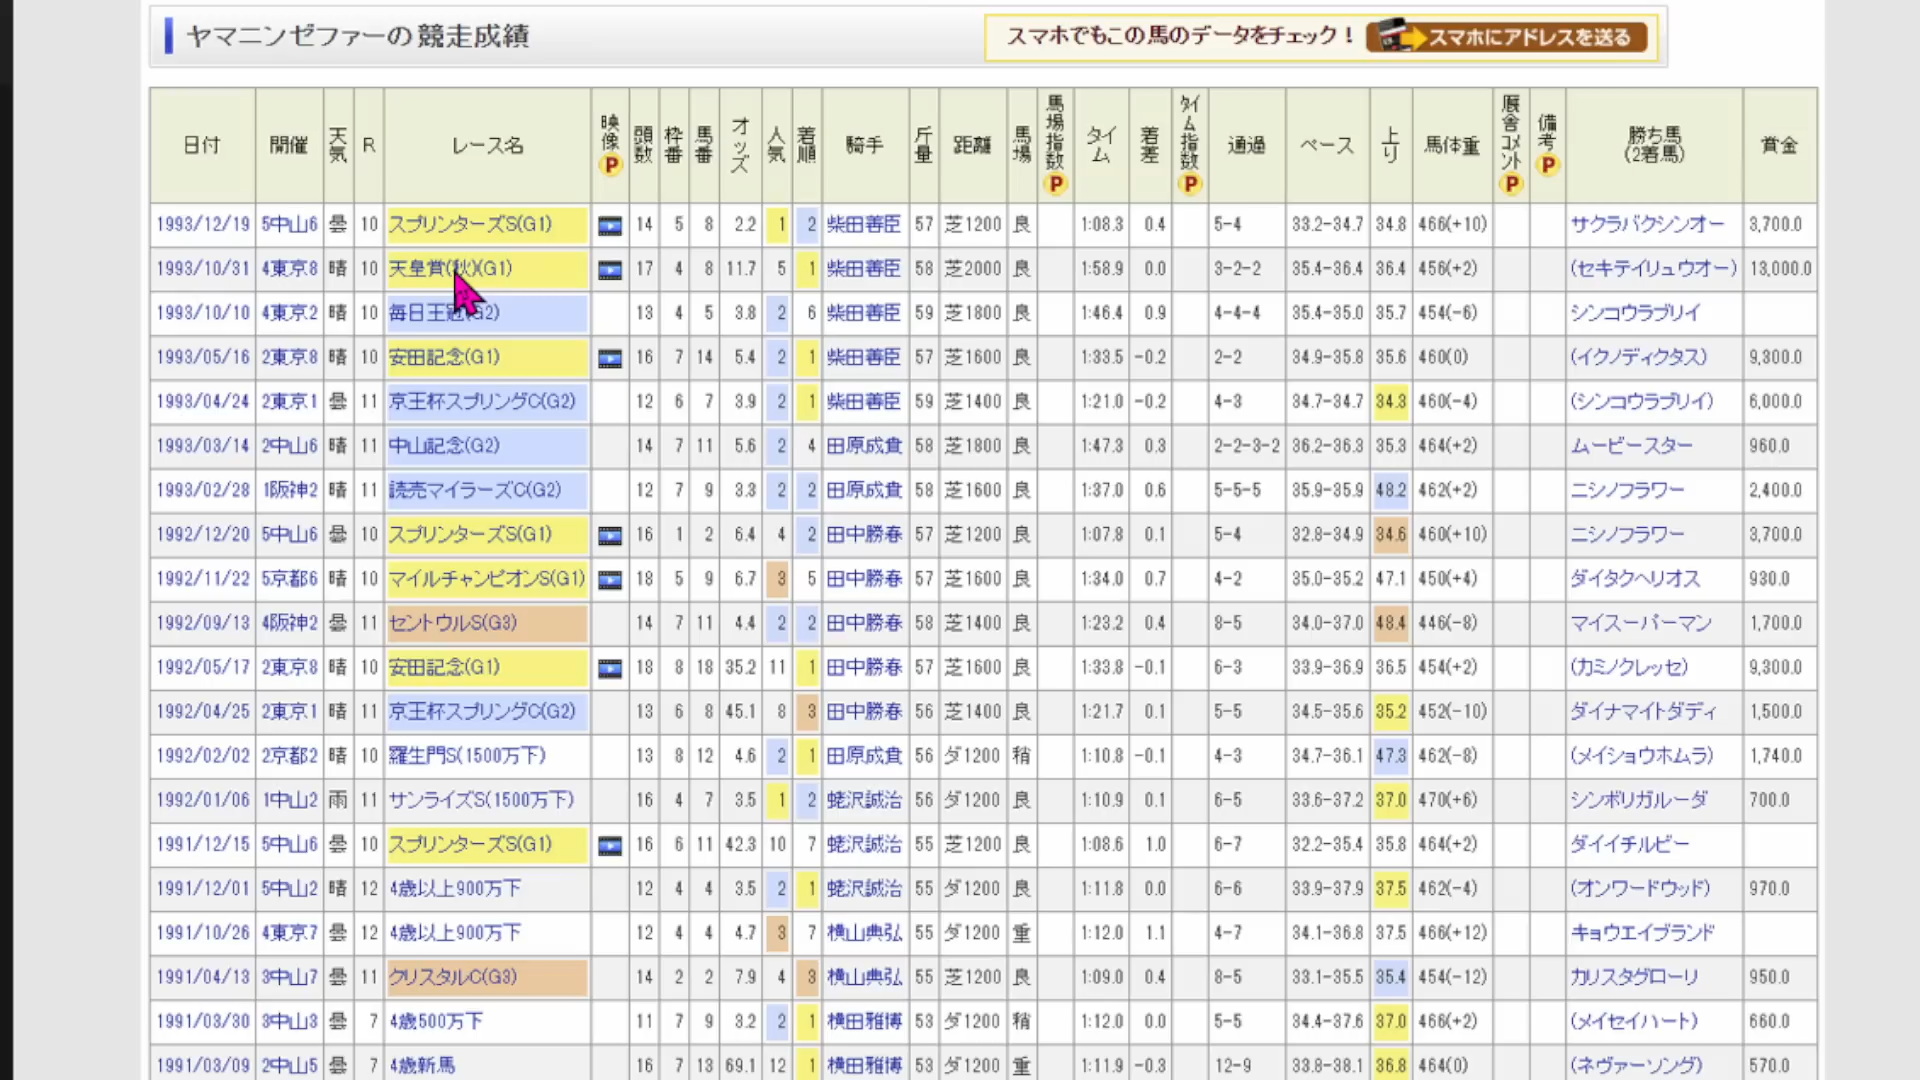 ヤマニンゼファーの競走成績
スマホでもこの馬のデータをチェック！ スマホにアドレスを送る
日付 開催 天気 R レース名 映像P 頭数 枠番 馬番 オッズ 人気 着順 騎手 斤量 距離 馬場 馬場指数P タイム 着差 タイム指数P 通過 ペース 上り 馬体重 厩舎コメントP 備考P 勝ち馬(2着馬) 賞金
1993/12/19 5中山6 曇 10 スプリンターズS(G1) 14 5 8 2.2 1 2 柴田善臣 57 芝1200 良 1:08.3 0.4 5-4 33.2-34.7 34.8 466(+10) サクラバクシンオー 3,700.0
1993/10/31 4東京8 晴 10 天皇賞(秋)(G1) 17 4 8 11.7 5 1 柴田善臣 58 芝2000 良 1:58.9 0.0 3-2-2 35.4-36.4 36.4 456(+2) (セキテイリュウオー) 13,000.0
1993/10/10 4東京2 晴 10 毎日王冠(G2) 13 4 5 3.8 2 6 柴田善臣 59 芝1800 良 1:46.4 0.9 4-4-4 35.4-35.0 35.7 454(-6) シンコウラブリイ
1993/05/16 2東京8 晴 10 安田記念(G1) 16 7 14 5.4 2 1 柴田善臣 57 芝1600 良 1:33.5 -0.2 2-2 34.9-35.8 35.6 460(0) (イクノディクタス) 9,300.0
1993/04/24 2東京1 曇 11 京王杯スプリングC(G2) 12 6 7 3.9 2 1 柴田善臣 59 芝1400 良 1:21.0 -0.2 4-3 34.7-34.7 34.3 460(-4) (シンコウラブリイ) 6,000.0
1993/03/14 2中山6 晴 11 中山記念(G2) 14 7 11 5.6 2 4 田原成貴 58 芝1800 良 1:47.3 0.3 2-2-3-2 36.2-36.3 35.3 464(+2) ムービースター 960.0
1993/02/28 1阪神2 晴 11 読売マイラーズC(G2) 12 7 9 3.3 2 2 田原成貴 58 芝1600 良 1:37.0 0.6 5-5-5 35.9-35.9 48.2 462(+2) ニシノフラワー 2,400.0
1992/12/20 5中山6 曇 10 スプリンターズS(G1) 16 1 2 6.4 4 2 田中勝春 57 芝1200 良 1:07.8 0.1 5-4 32.8-34.9 34.6 460(+10) ニシノフラワー 3,700.0
1992/11/22 5京都6 晴 10 マイルチャンピオンS(G1) 18 5 9 6.7 3 5 田中勝春 57 芝1600 良 1:34.0 0.7 4-2 35.0-35.2 47.1 450(+4) ダイタクヘリオス 930.0
1992/09/13 4阪神2 曇 11 セントウルS(G3) 14 7 11 4.4 2 2 田中勝春 58 芝1400 良 1:23.2 0.4 8-5 34.0-37.0 48.4 446(-8) マイスーパーマン 1,700.0
1992/05/17 2東京8 晴 10 安田記念(G1) 18 8 18 35.2 11 1 田中勝春 57 芝1600 良 1:33.8 -0.1 6-3 33.9-36.9 36.5 454(+2) (カミノクレッセ) 9,300.0
1992/04/25 2東京1 晴 11 京王杯スプリングC(G2) 13 6 8 45.1 8 3 田中勝春 56 芝1400 良 1:21.7 0.1 5-5 34.5-35.6 35.2 452(-10) ダイナマイトダディ 1,500.0
1992/02/02 2京都2 晴 10 羅生門S(1500万下) 13 8 12 4.6 2 1 田原成貴 56 ダ1200 稍 1:10.8 -0.1 4-3 34.7-36.1 47.3 462(-8) (メイショウホムラ) 1,740.0
1992/01/06 1中山2 雨 11 サンライズS(1500万下) 16 4 7 3.5 1 2 蛯沢誠治 56 ダ1200 良 1:10.9 0.1 6-5 33.6-37.2 37.0 470(+6) シンボリガルーダ 700.0
1991/12/15 5中山6 曇 10 スプリンターズS(G1) 16 6 11 42.3 10 7 蛯沢誠治 55 芝1200 良 1:08.6 1.0 6-7 32.2-35.4 35.8 464(+2) ダイイチルビー
1991/12/01 5中山2 晴 12 4歳以上900万下 12 4 4 3.5 2 1 蛯沢誠治 55 ダ1200 良 1:11.8 0.0 6-6 33.9-37.9 37.5 462(-4) (オンワードウッド) 970.0
1991/10/26 4東京7 曇 12 4歳以上900万下 12 4 4 4.7 3 7 横山典弘 55 ダ1200 重 1:12.0 1.1 4-7 34.1-36.8 37.5 466(+12) キョウエイブランド
1991/04/13 3中山7 曇 11 クリスタルC(G3) 14 2 2 7.9 4 3 横山典弘 55 芝1200 良 1:09.0 0.4 8-5 33.1-35.5 35.4 454(-12) カリスタグローリ 950.0
1991/03/30 3中山3 曇 7 4歳500万下 11 7 9 3.2 2 1 横田雅博 53 ダ1200 稍 1:12.0 0.0 5-5 34.4-37.6 37.0 466(+2) (メイセイハート) 660.0
1991/03/09 2中山5 曇 7 4歳新馬 16 7 13 69.1 12 1 横田雅博 53 ダ1200 重 1:11.9 -0.3 12-9 33.8-38.1 36.8 464(0) (ネヴァーソング) 570.0